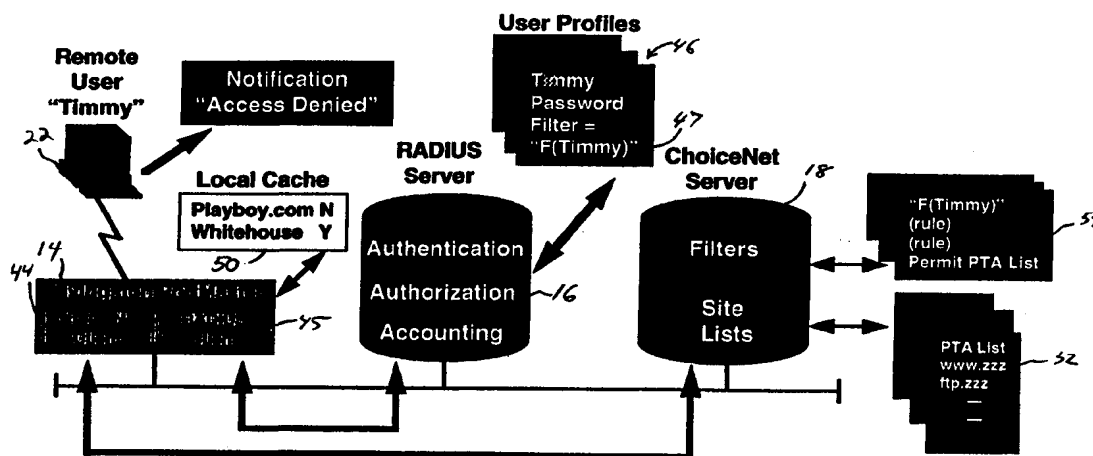 User Profiles
46
Remote
User
“Timmy”
22
Notification
“Access Denied”
Timmy
Password
Filter =
“F(Timmy)”
47
RADIUS
Server
ChoiceNet
Server
18
Local Cache
Playboy.com N
Whitehouse Y
50
14
44
45
Authentication
Authorization
Accounting
16
Filters
Site
Lists
“F(Timmy)”
(rule)
(rule)
Permit PTA List
PTA List
www.zzz
ftp.zzz
52